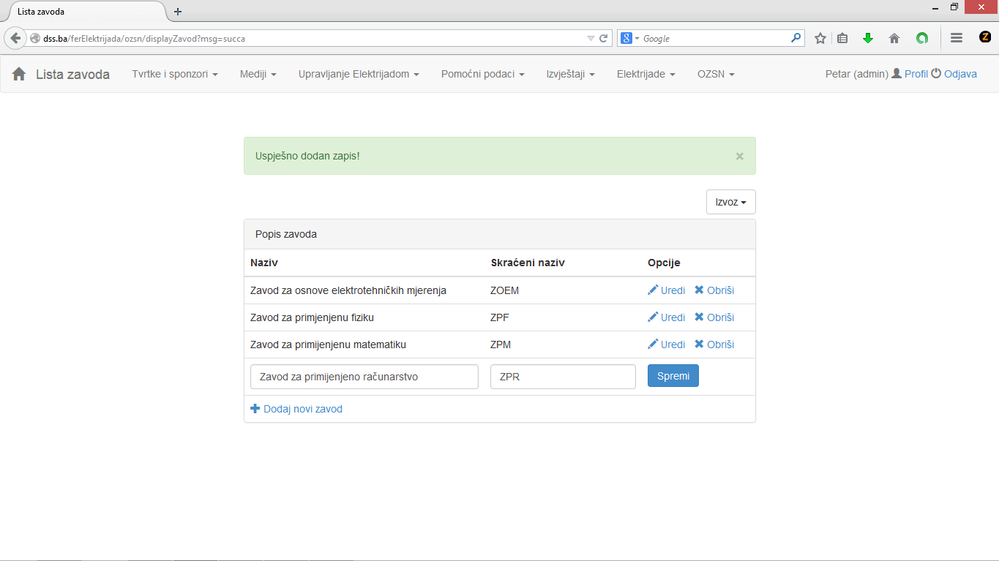 Lista zavoda
dss.ba/ferElektrijada/ozsn/displayZavod?msg=succa
Google
Lista zavoda Tvrtke i sponzori Mediji Upravljanje Elektrijadom Pomoćni podaci Izvještaji Elektrijade OZSN Petar (admin) Profil Odjava
Uspješno dodan zapis!
Izvoz
Popis zavoda
Naziv Skraćeni naziv Opcije
Zavod za osnove elektrotehničkih mjerenja ZOEM Uredi Obriši
Zavod za primjenjenu fiziku ZPF Uredi Obriši
Zavod za primijenjenu matematiku ZPM Uredi Obriši
Zavod za primijenjeno računarstvo ZPR Spremi
Dodaj novi zavod